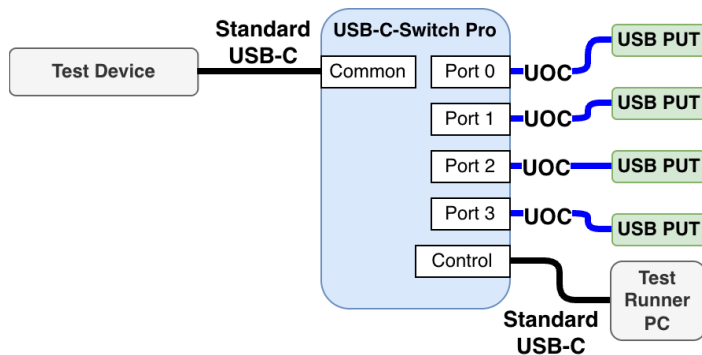 Standard
USB-C
USB-C-Switch Pro
USB PUT
Test Device
Common
Port 0
UOC
USB PUT
Port 1
UOC
Port 2
UOC
USB PUT
Port 3
UOC
USB PUT
Control
Test
Runner
PC
Standard
USB-C